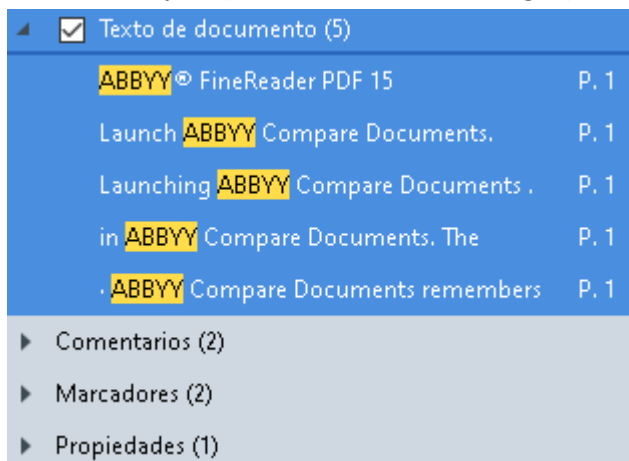 Texto de documento (5)
ABBYY® FineReader PDF 15 P. 1
Launch ABBYY Compare Documents. P. 1
Launching ABBYY Compare Documents . P. 1
in ABBYY Compare Documents. The P. 1
· ABBYY Compare Documents remembers P. 1
Comentarios (2)
Marcadores (2)
Propiedades (1)